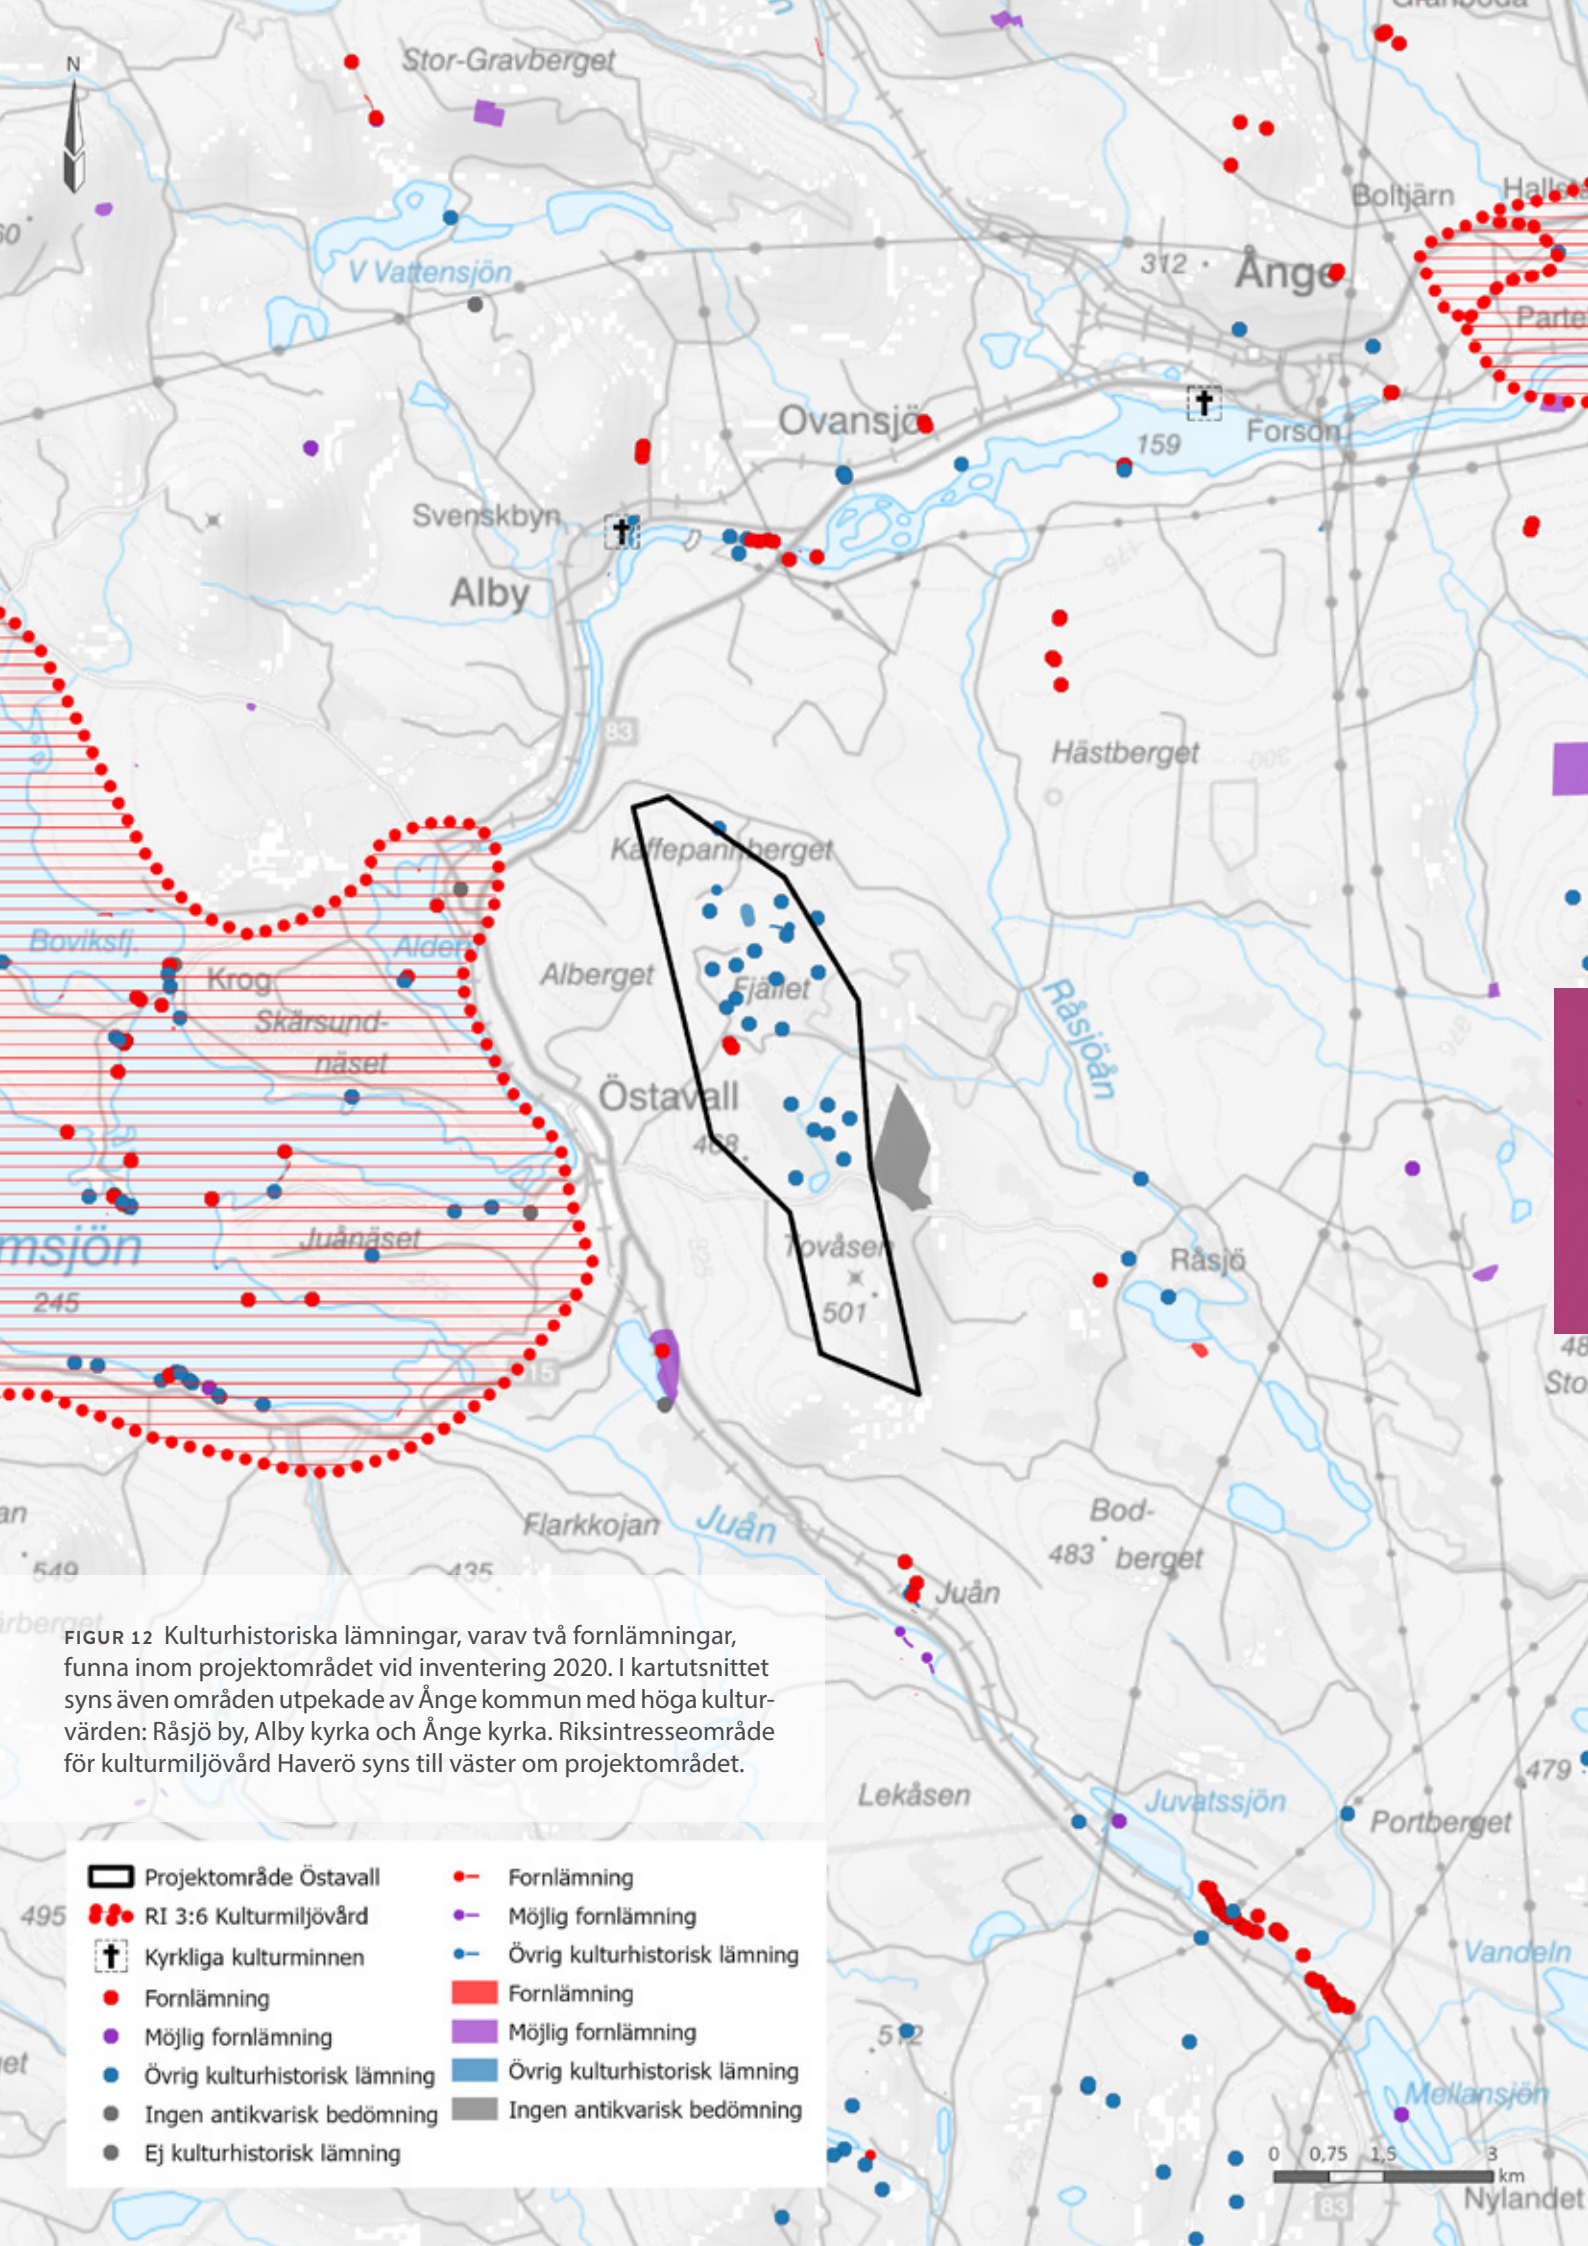 Stor-Gravberget
N
Boltjärn
V Vattensjön
312
Ånge
Ovansjö
159
Forsön
Svenskbyn
Alby
83
Hästberget
Kaffepannberget
Boviksfj.
Alden
Krog
Alberget
Fjället
Skärsund-
näset
Råsjöån
Östavall
468
Juånäset
Tovåsen
Råsjö
245
501
Flarkkojan
Juån
Bod-
483
berget
549
435
Juån
FIGUR 12 Kulturhistoriska lämningar, varav två fornlämningar,
funna inom projektområdet vid inventering 2020. I kartutsnittet
syns även områden utpekade av Ånge kommun med höga kultur-
värden: Råsjö by, Alby kyrka och Ånge kyrka. Riksintresseområde
för kulturmiljövård Haverö syns till väster om projektområdet.
479
Lekåsen
Juvatssjön
Portberget
Projektområde Östavall
RI 3:6 Kulturmiljövård
Kyrkliga kulturminnen
Fornlämning
Möjlig fornlämning
Övrig kulturhistorisk lämning
Ingen antikvarisk bedömning
Ej kulturhistorisk lämning
Fornlämning
Möjlig fornlämning
Övrig kulturhistorisk lämning
Fornlämning
Möjlig fornlämning
Övrig kulturhistorisk lämning
Ingen antikvarisk bedömning
495
Vandeln
512
Mellansjön
0 0,75 1,5 3
km
83
Nylandet